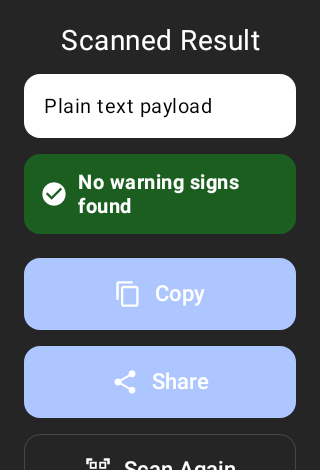 Scanned Result
Plain text payload
No warning signs
found
Copy
Share
Scan Again